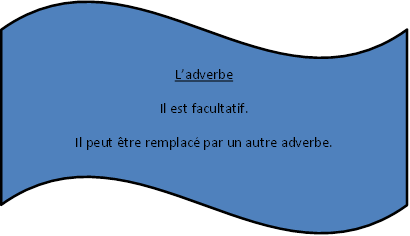 L'adverbe
Il est facultatif.
Il peut être remplacé par un autre adverbe.